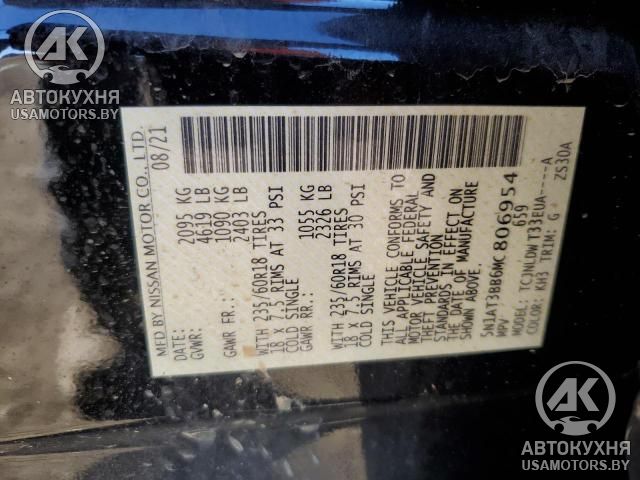 AK
АВТОКУХНЯ
USAMOTORS.BY
MFD BY NISSAN MOTOR CO., LTD.
DATE: 08/21
GVWR: 2095 KG
4619 LB
GAWR FR.: 1090 KG
2403 LB
WITH 235/60R18 TIRES
18 X 7.5 RIMS AT 33 PSI
COLD SINGLE
GAWR RR.: 1055 KG
2326 LB
WITH 235/60R18 TIRES
18 X 7.5 RIMS AT 30 PSI
COLD SINGLE
THIS VEHICLE CONFORMS TO
ALL APPLICABLE FEDERAL
MOTOR VEHICLE SAFETY AND
THEFT PREVENTION
STANDARDS IN EFFECT ON
THE DATE OF MANUFACTURE
SHOWN ABOVE.
5N1AT3BB6MC806954
MPV 659
TCJNLDWT33EUA----A
COLOR: KH3 TRIM: G ZS30A
AK
АВТОКУХНЯ
USAMOTORS.BY